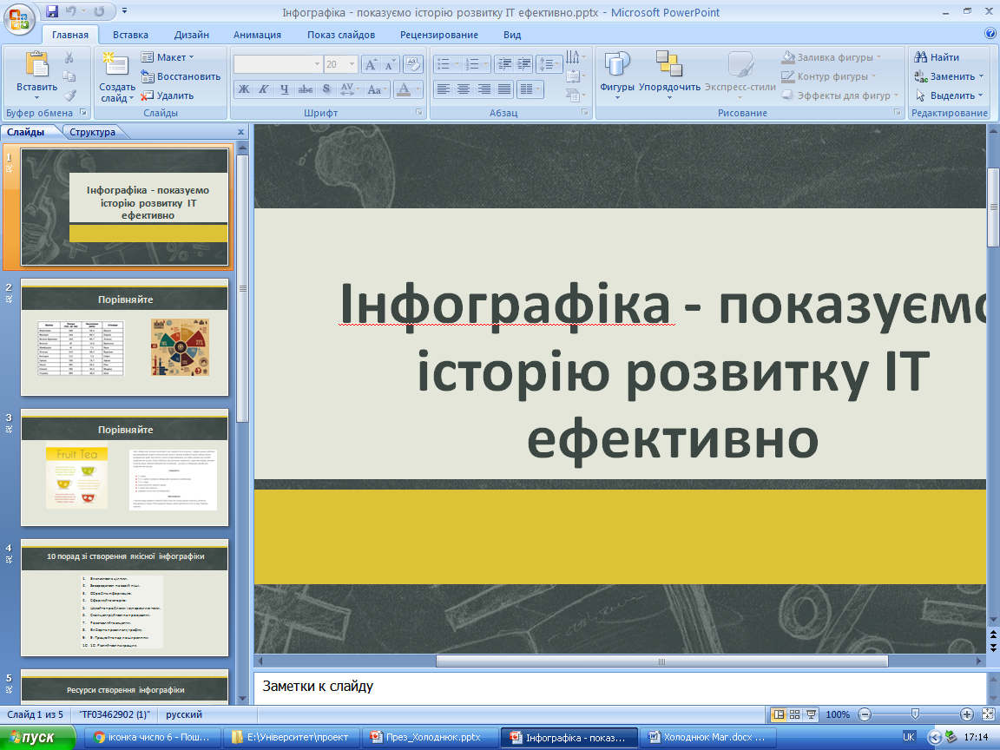 Інфографіка - показуємо історію розвитку ІТ ефективно.pptx - Microsoft PowerPoint
Главная Вставка Дизайн Анимация Показ слайдов Рецензирование Вид
Вставить
Буфер обмена
Создать слайд
Макет
Восстановить
Удалить
Слайды
20
Шрифт
Абзац
Фигуры Упорядочить Экспресс-стили
Заливка фигуры
Контур фигуры
Эффекты для фигур
Рисование
Найти
Заменить
Выделить
Редактирование
Слайды Структура
1
Інфографіка - показуємо
історію розвитку ІТ
ефективно
2
Порівняйте
3
Порівняйте
Fruit Tea
4
10 порад зі створення якісної інфографіки
5
Ресурси створення інфографіки
Інфографіка - показуємо
історію розвитку ІТ
ефективно
Заметки к слайду
Слайд 1 из 5 "TF03462902 (1)" русский 100%
пуск іконка число 6 - Пош... E:\Університет\проект През_Холоднюк.pptx Інфографіка - показ... Холоднюк Маг.docx ... UK 17:14